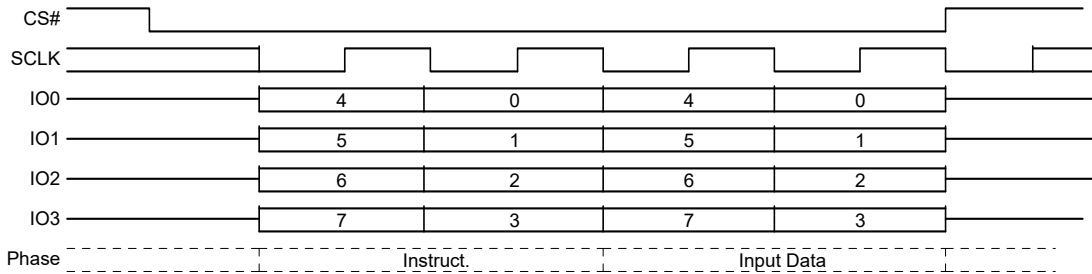 CS#
SCLK
IO0 4 0 4 0
IO1 5 1 5 1
IO2 6 2 6 2
IO3 7 3 7 3
Phase Instruct. Input Data